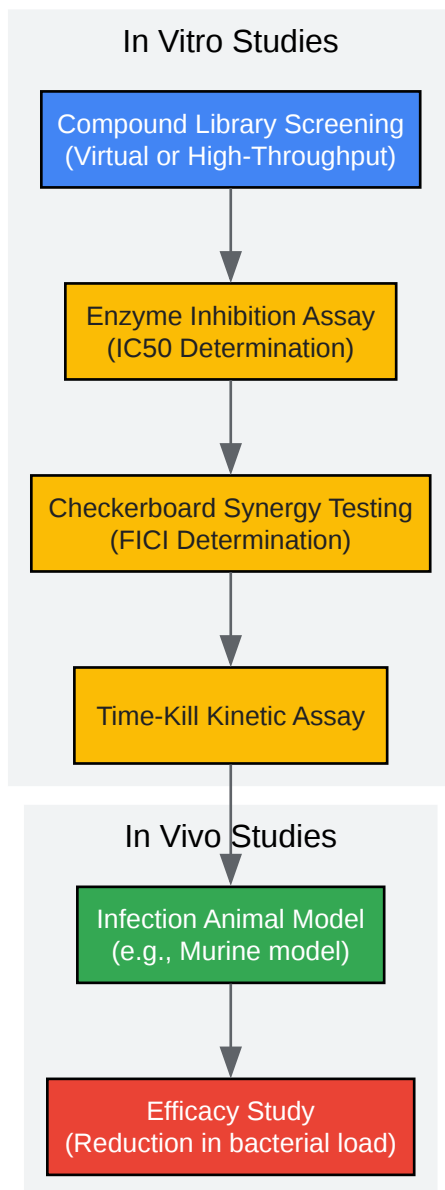 In Vitro Studies
Compound Library Screening
(Virtual or High-Throughput)
Enzyme Inhibition Assay
(IC50 Determination)
Checkerboard Synergy Testing
(FICI Determination)
Time-Kill Kinetic Assay
In Vivo Studies
Infection Animal Model
(e.g., Murine model)
Efficacy Study
(Reduction in bacterial load)